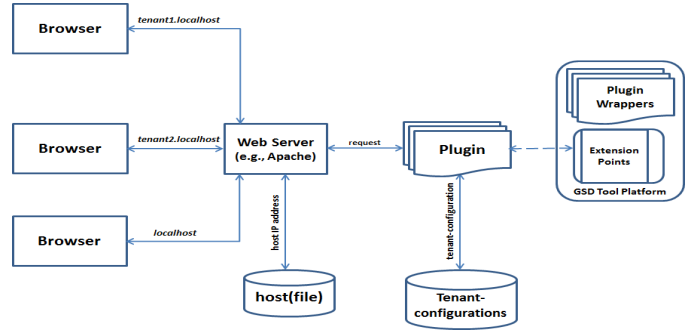 Browser
tenant1.localhost
Browser
tenant2.localhost
Browser
localhost
Web Server
(e.g., Apache)
host IP address
host(file)
request
Plugin
tenant-configuration
Tenant-
configurations
Plugin
Wrappers
Extension
Points
GSD Tool Platform